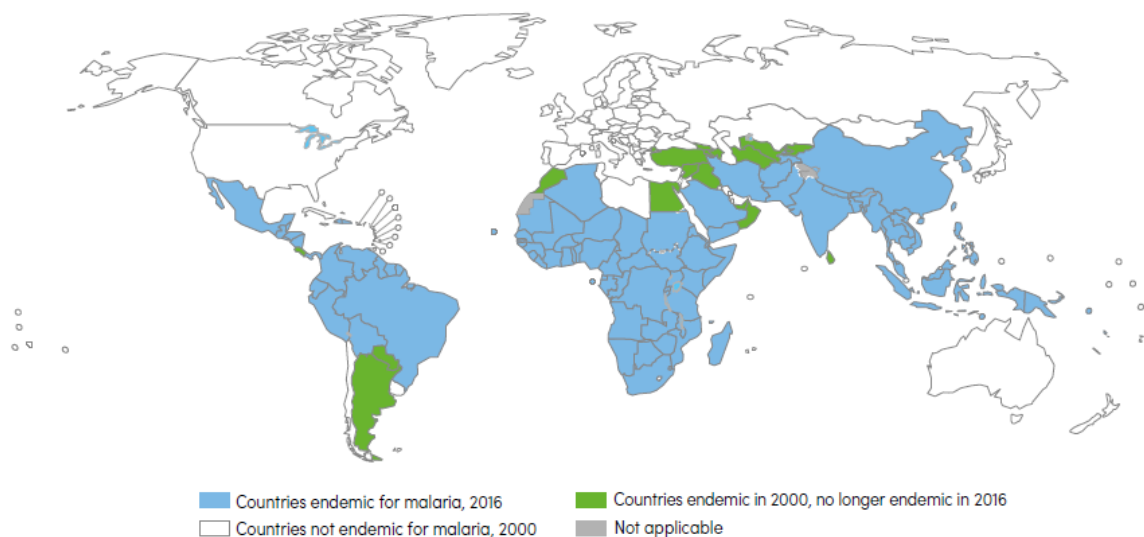 Countries endemic for malaria, 2016
Countries endemic in 2000, no longer endemic in 2016
Countries not endemic for malaria, 2000
Not applicable